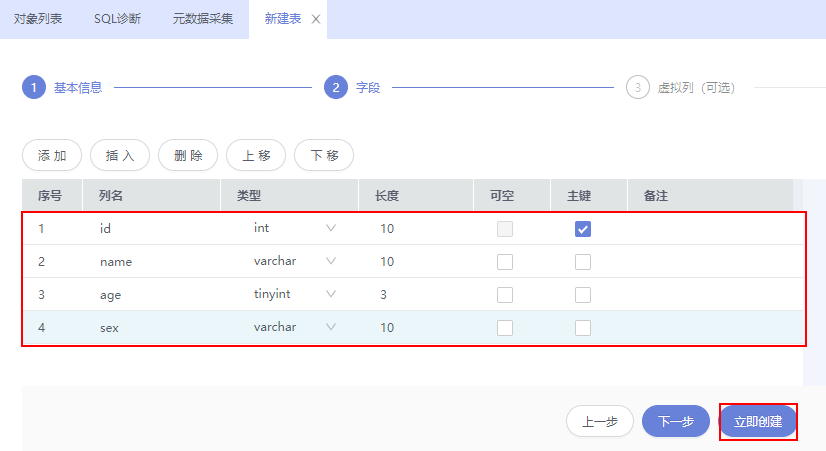 对象列表 SQL诊断 元数据采集 新建表
1 基本信息 2 字段 3 虚拟列（可选）
添加 插入 删除 上移 下移
序号 列名 类型 长度 可空 主键 备注
1 id int 10
2 name varchar 10
3 age tinyint 3
4 sex varchar 10
上一步 下一步 立即创建